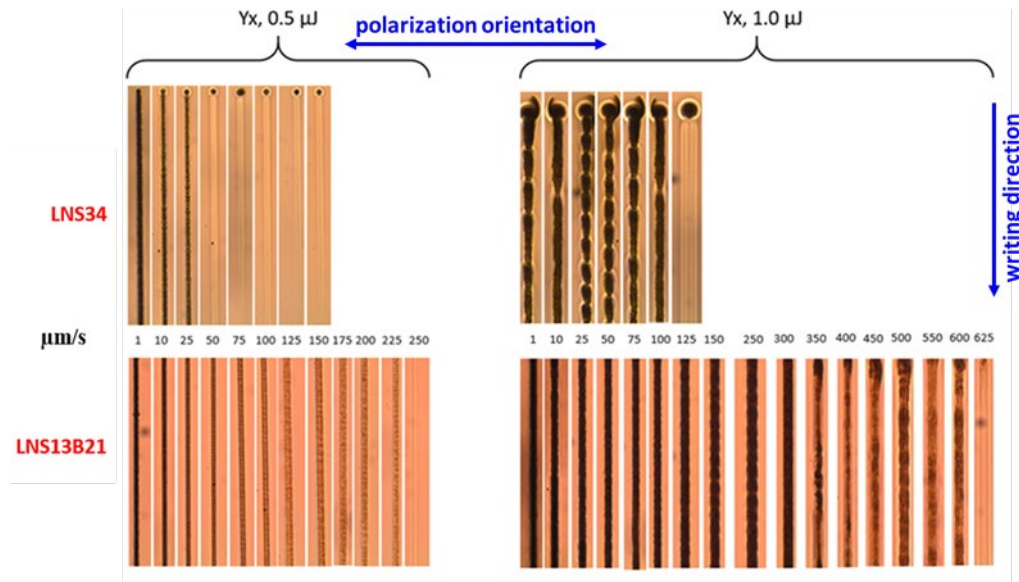 Yx, 0.5 µJ
polarization orientation
Yx, 1.0 µJ
LNS34
writing direction
µm/s
1 10 25 50 75 100 125 150 175 200 225 250
1 10 25 50 75 100 125 150 250 300 350 400 450 500 550 600 625
LNS13B21